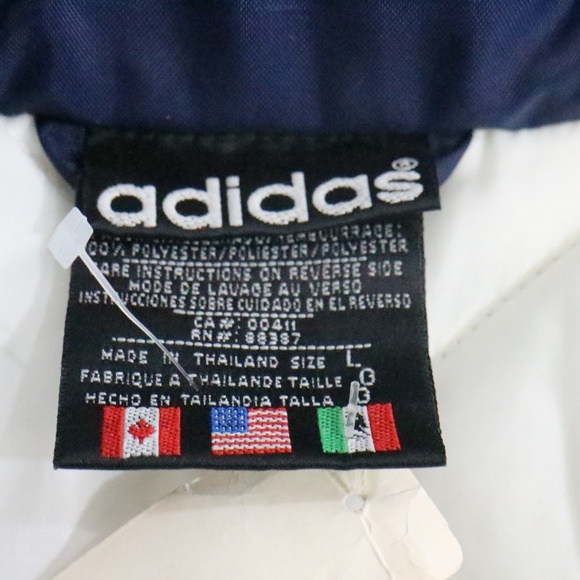 adidas®
100% POLYESTER/POLIESTER/POLYESTER
CARE INSTRUCTIONS ON REVERSE SIDE
MODE DE LAVAGE AU VERSO
INSTRUCCIONES SOBRE CUIDADO EN EL REVERSO
CA#: 00411
RN#: 88387
MADE IN THAILAND SIZE L
FABRIQUE A THAILANDE TAILLE G
HECHO EN TAILANDIA TALLA G